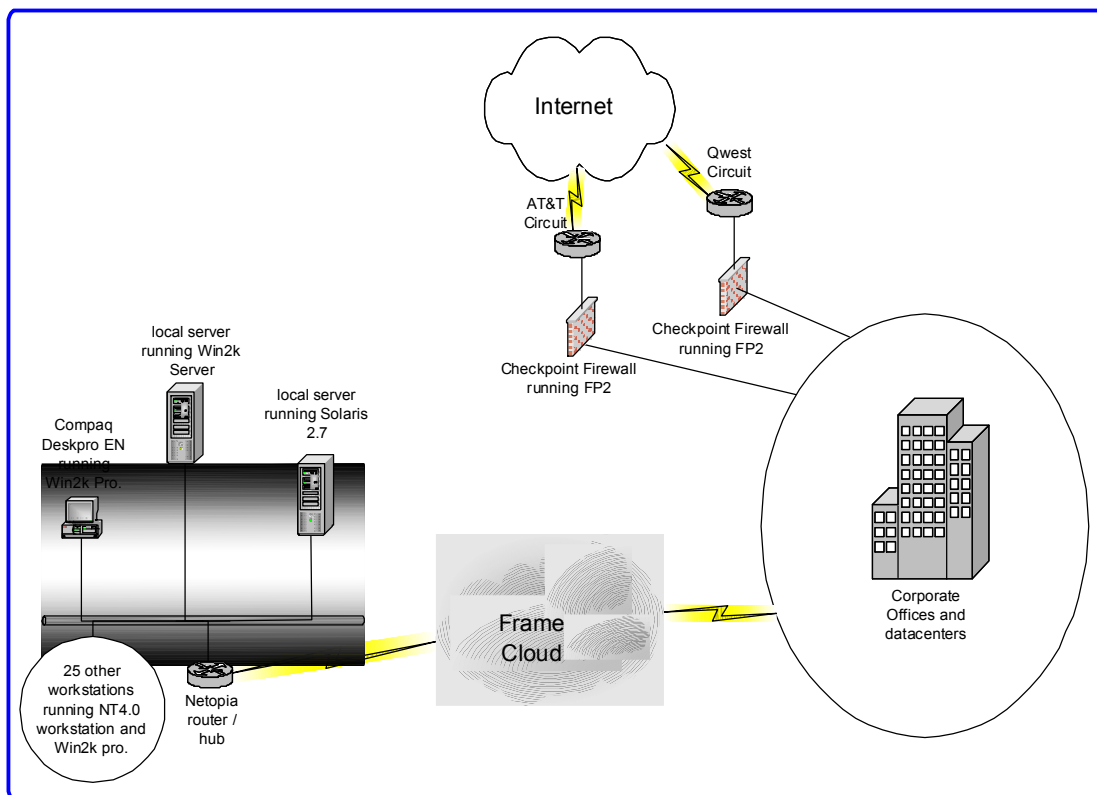 Internet
Qwest
Circuit
AT&T
Circuit
Checkpoint Firewall
running FP2
Checkpoint Firewall
running FP2
local server
running Win2k
Server
local server
running Solaris
2.7
Compaq
Deskpro EN
running
Win2k Pro.
Frame
Cloud
Corporate
Offices and
datacenters
25 other
workstations
running NT4.0
workstation and
Win2k pro.
Netopia
router /
hub